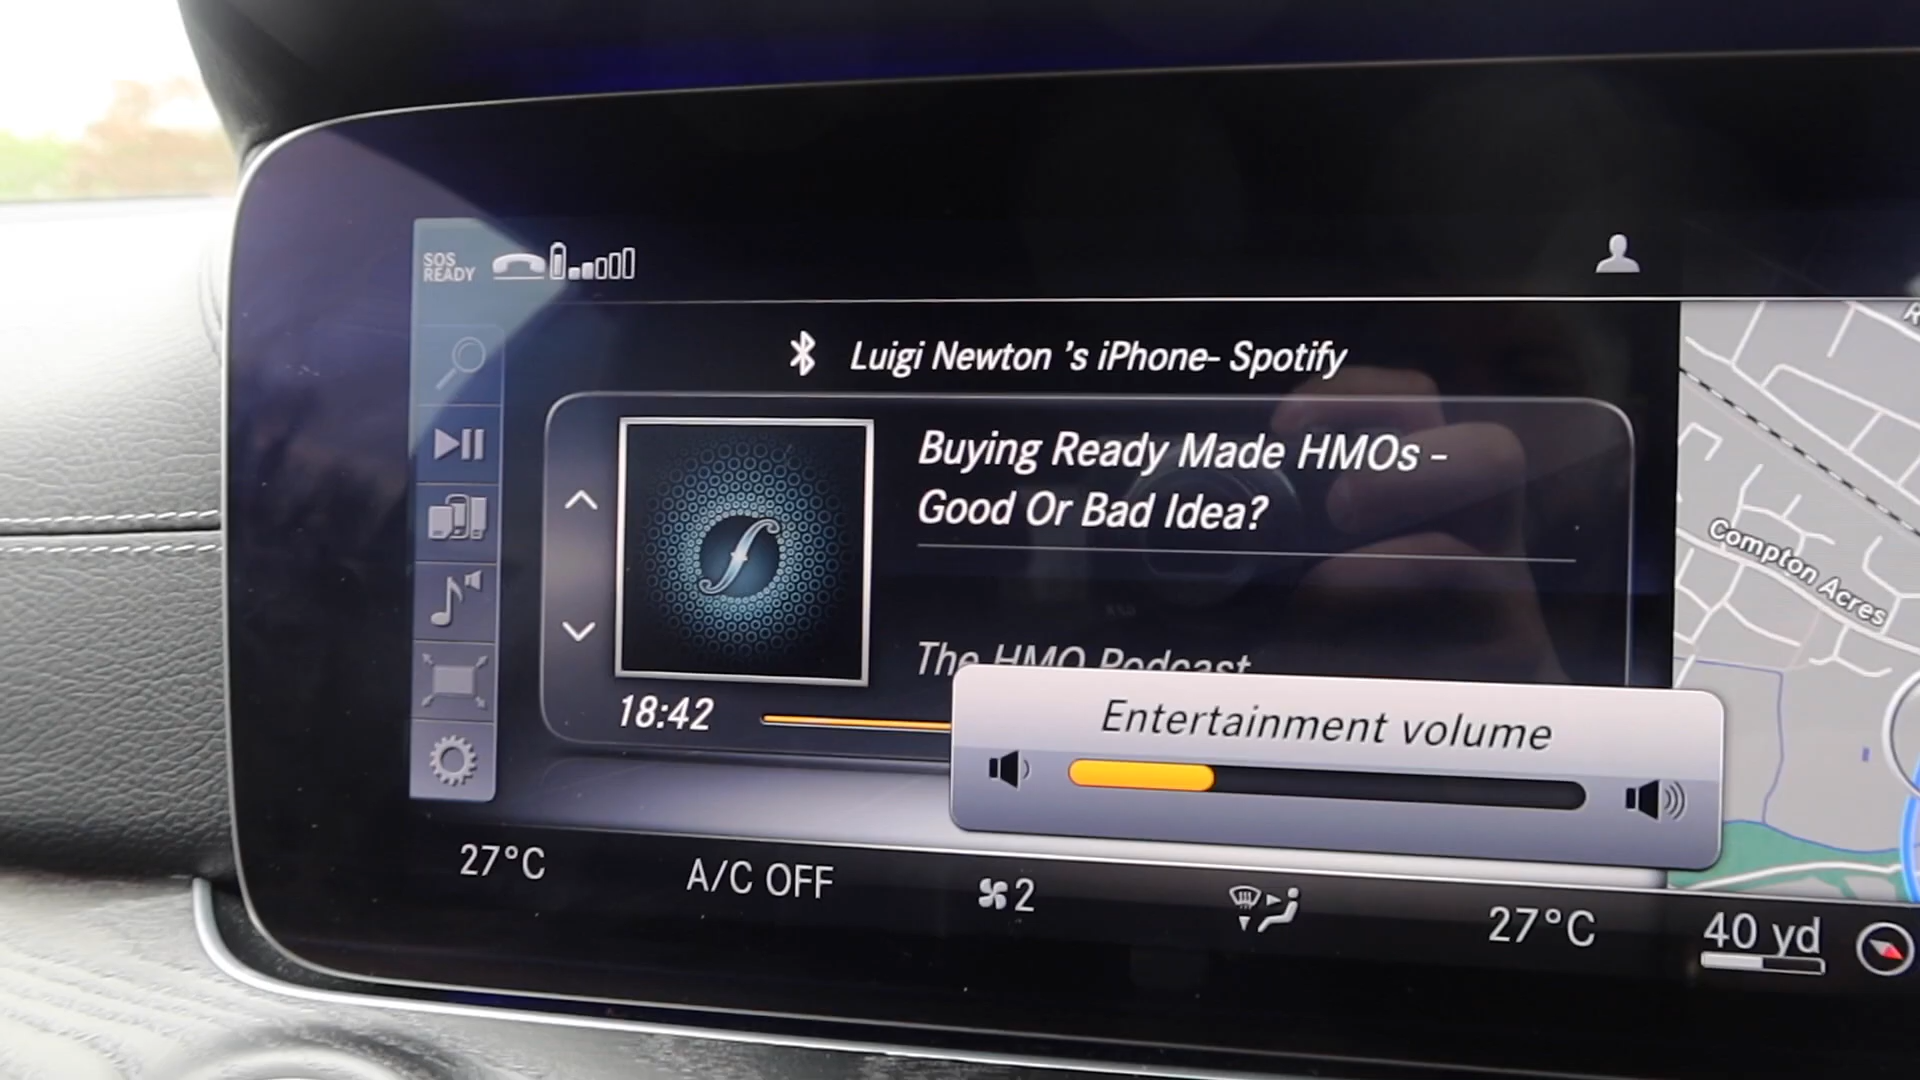 SOS
READY
Luigi Newton 's iPhone- Spotify
Buying Ready Made HMOs -
Good Or Bad Idea?
The HMO Podcast
18:42
Entertainment volume
Compton Acres
27°C
A/C OFF
2
27°C
40 yd